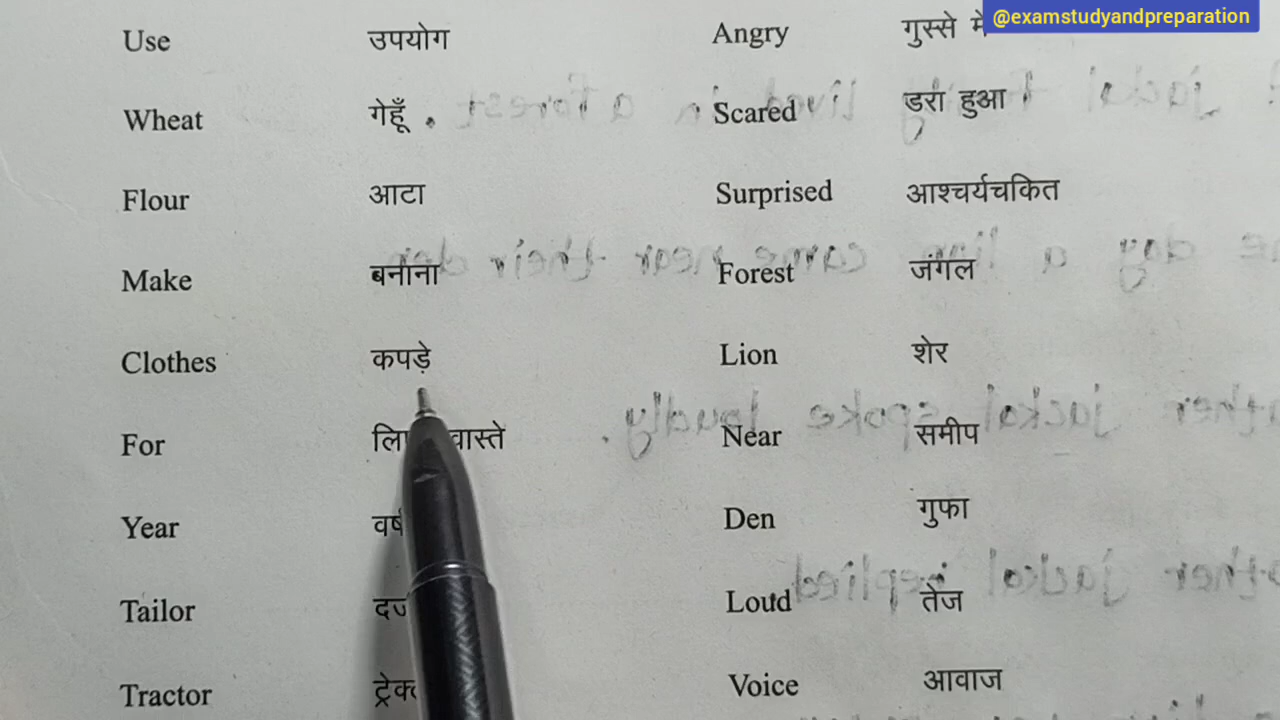 @examstudyandpreparation
Use उपयोग Angry गुस्से
Wheat गेहूँ Scared डरा हुआ
Flour आटा Surprised आश्चर्यचकित
Make बनाना Forest जंगल
Clothes कपड़े Lion शेर
For वास्ते Near समीप
Year Den गुफा
Tailor Loud तेज
Tractor Voice आवाज